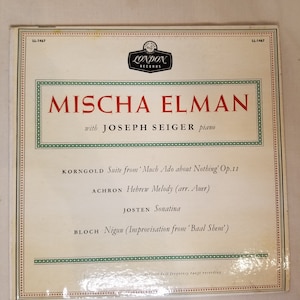 LL-1467
LL-1467
LONDON
RECORDS
MISCHA ELMAN
with JOSEPH SEIGER piano
KORNGOLD Suite from 'Much Ado about Nothing' Op.11
ACHRON Hebrew Melody (arr. Auer)
JOSTEN Sonatina
BLOCH Nigun (Improvisation from 'Baal Shem')